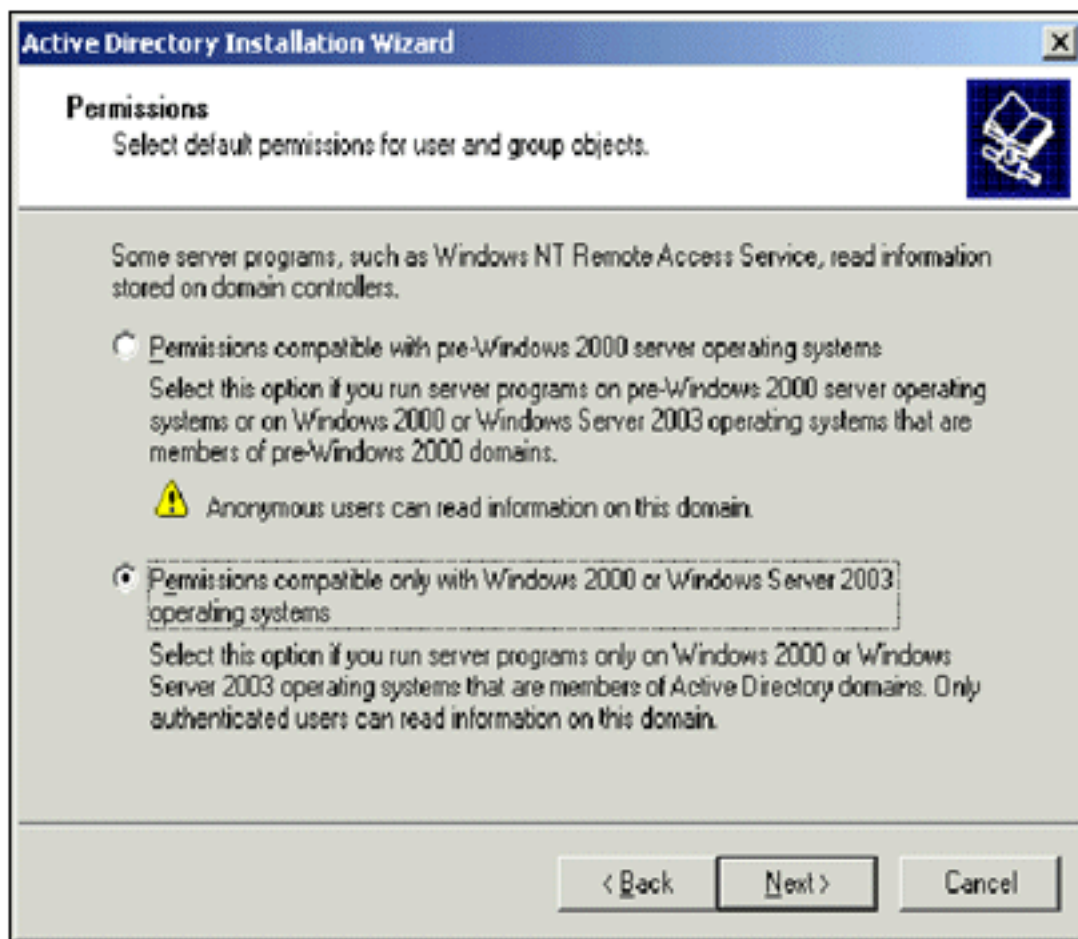 Active Directory Installation Wizard
Permissions
Select default permissions for user and group objects.
Some server programs, such as Windows NT Remote Access Service, read information
stored on domain controllers.
Permissions compatible with pre-Windows 2000 server operating systems
Select this option if you run server programs on pre-Windows 2000 server operating
systems or on Windows 2000 or Windows Server 2003 operating systems that are
members of pre-Windows 2000 domains.
Anonymous users can read information on this domain.
Permissions compatible only with Windows 2000 or Windows Server 2003
operating systems
Select this option if you run server programs only on Windows 2000 or Windows
Server 2003 operating systems that are members of Active Directory domains. Only
authenticated users can read information on this domain.
< Back Next > Cancel